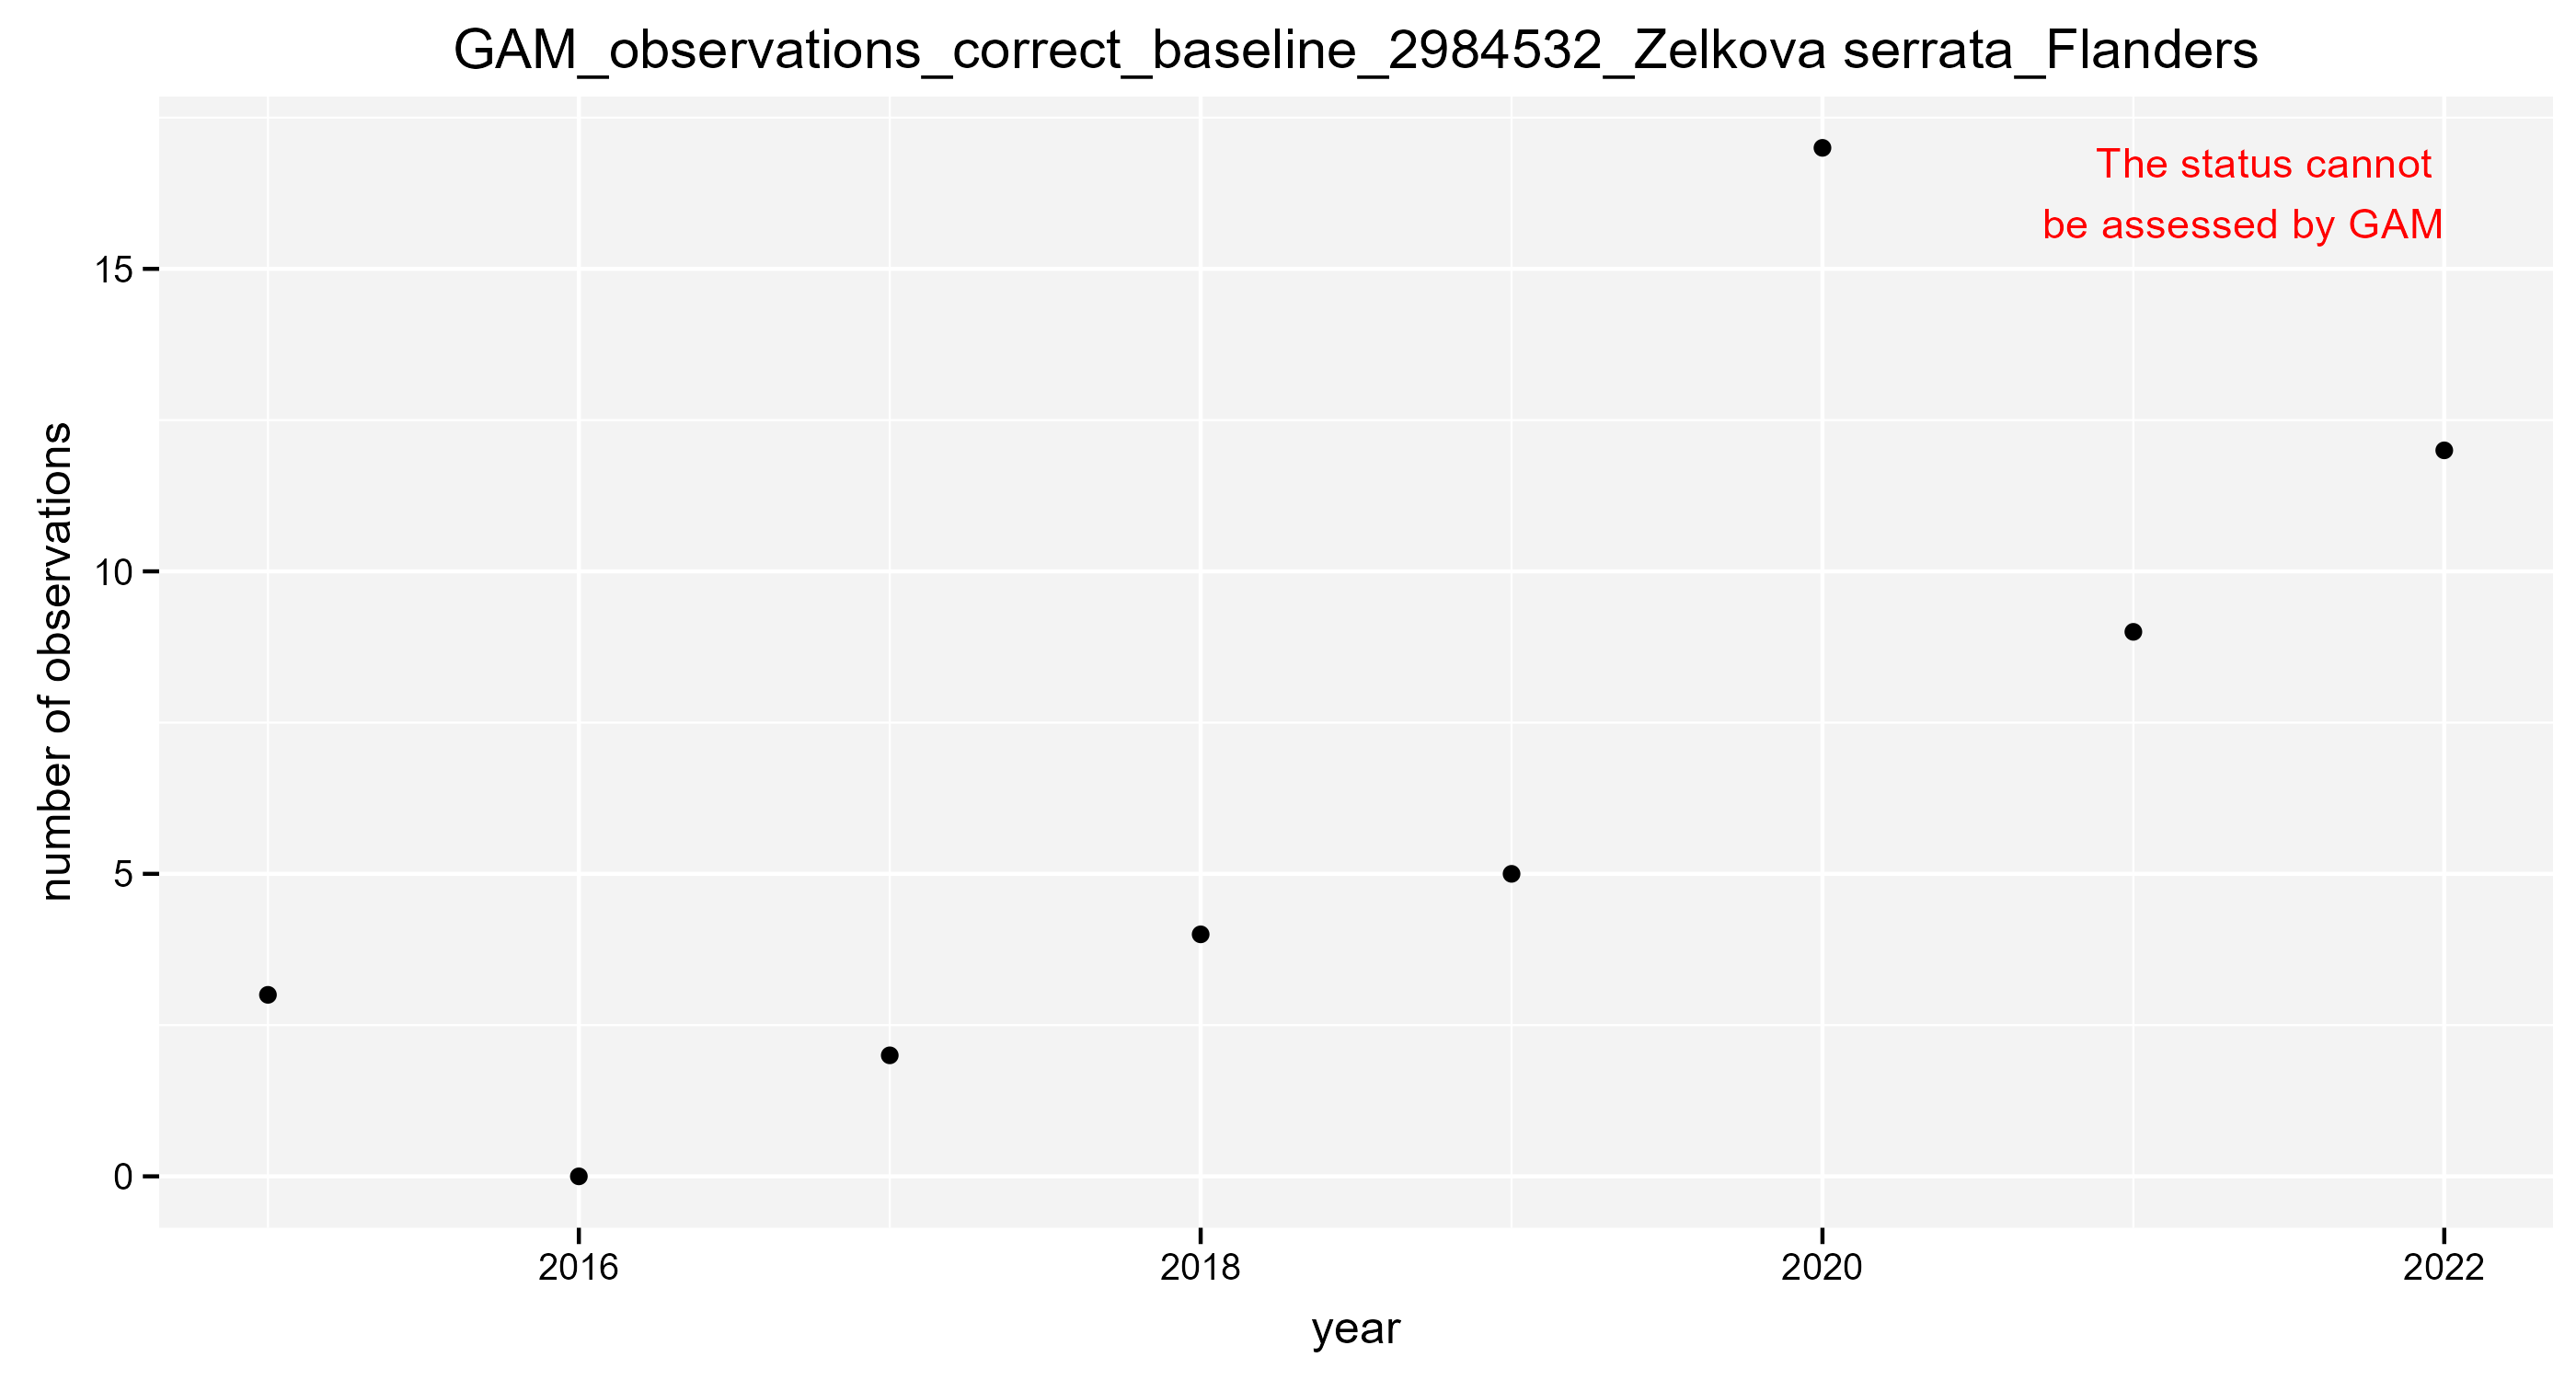 GAM_observations_correct_baseline_2984532_Zelkova serrata_Flanders
The status cannot
be assessed by GAM
number of observations
15
10
5
0
2016
2018
2020
2022
year